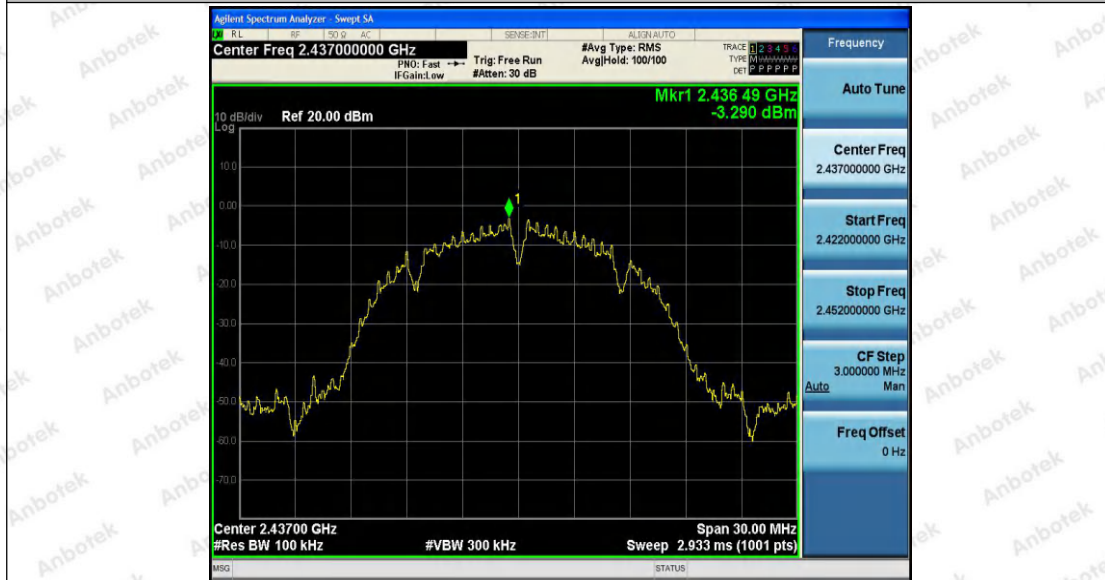 Agilent Spectrum Analyzer - Swept SA
RL RF 50 Ω AC SENSE:INT ALIGN AUTO
Center Freq 2.437000000 GHz
PNO: Fast Trig: Free Run
IFGain:Low #Atten: 30 dB
#Avg Type: RMS
Avg|Hold: 100/100
TRACE 1 2 3 4 5 6
TYPE M
DET P P P P P P
Mkr1 2.436 49 GHz
-3.290 dBm
10 dB/div Ref 20.00 dBm
Log
10.0
0.00
-10.0
-20.0
-30.0
-40.0
-50.0
-60.0
-70.0
1
Center 2.43700 GHz Span 30.00 MHz
#Res BW 100 kHz #VBW 300 kHz Sweep 2.933 ms (1001 pts)
MSG STATUS
Frequency
Auto Tune
Center Freq
2.437000000 GHz
Start Freq
2.422000000 GHz
Stop Freq
2.452000000 GHz
CF Step
3.000000 MHz
Auto Man
Freq Offset
0 Hz
Anbotek